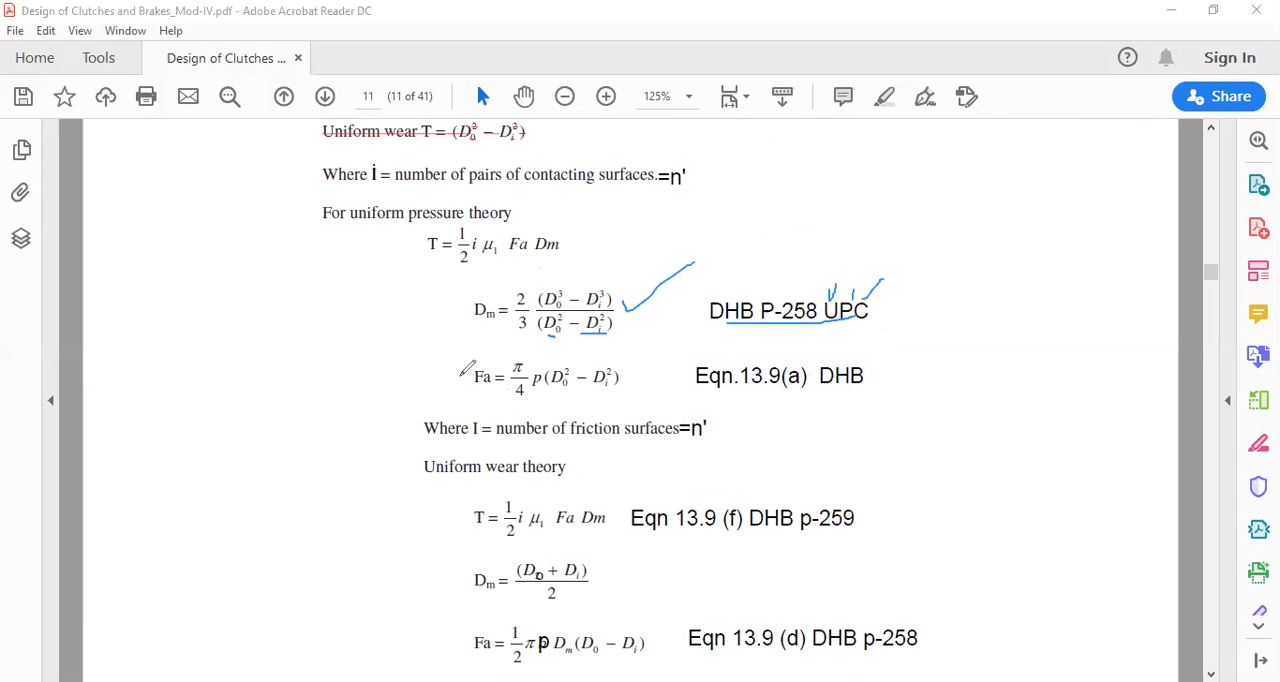 Design of Clutches and Brakes_Mod-IV.pdf - Adobe Acrobat Reader DC
File Edit View Window Help
Home Tools Design of Clutches ... × Sign In
11 (11 of 41) 125% Share
Uniform wear T = (D₀² − Dᵢ²)
Where i = number of pairs of contacting surfaces.=n'
For uniform pressure theory
T = 1/2 i μ₁ Fa Dm
Dₘ = 2/3 (D₀³ − Dᵢ³)/(D₀² − Dᵢ²) DHB P-258 UPC
Fa = π/4 p(D₀² − Dᵢ²) Eqn.13.9(a) DHB
Where I = number of friction surfaces=n'
Uniform wear theory
T = 1/2 i μᵢ Fa Dm Eqn 13.9 (f) DHB p-259
Dₘ = (D₀ + Dᵢ)/2
Fa = 1/2 π p Dₘ(D₀ − Dᵢ) Eqn 13.9 (d) DHB p-258